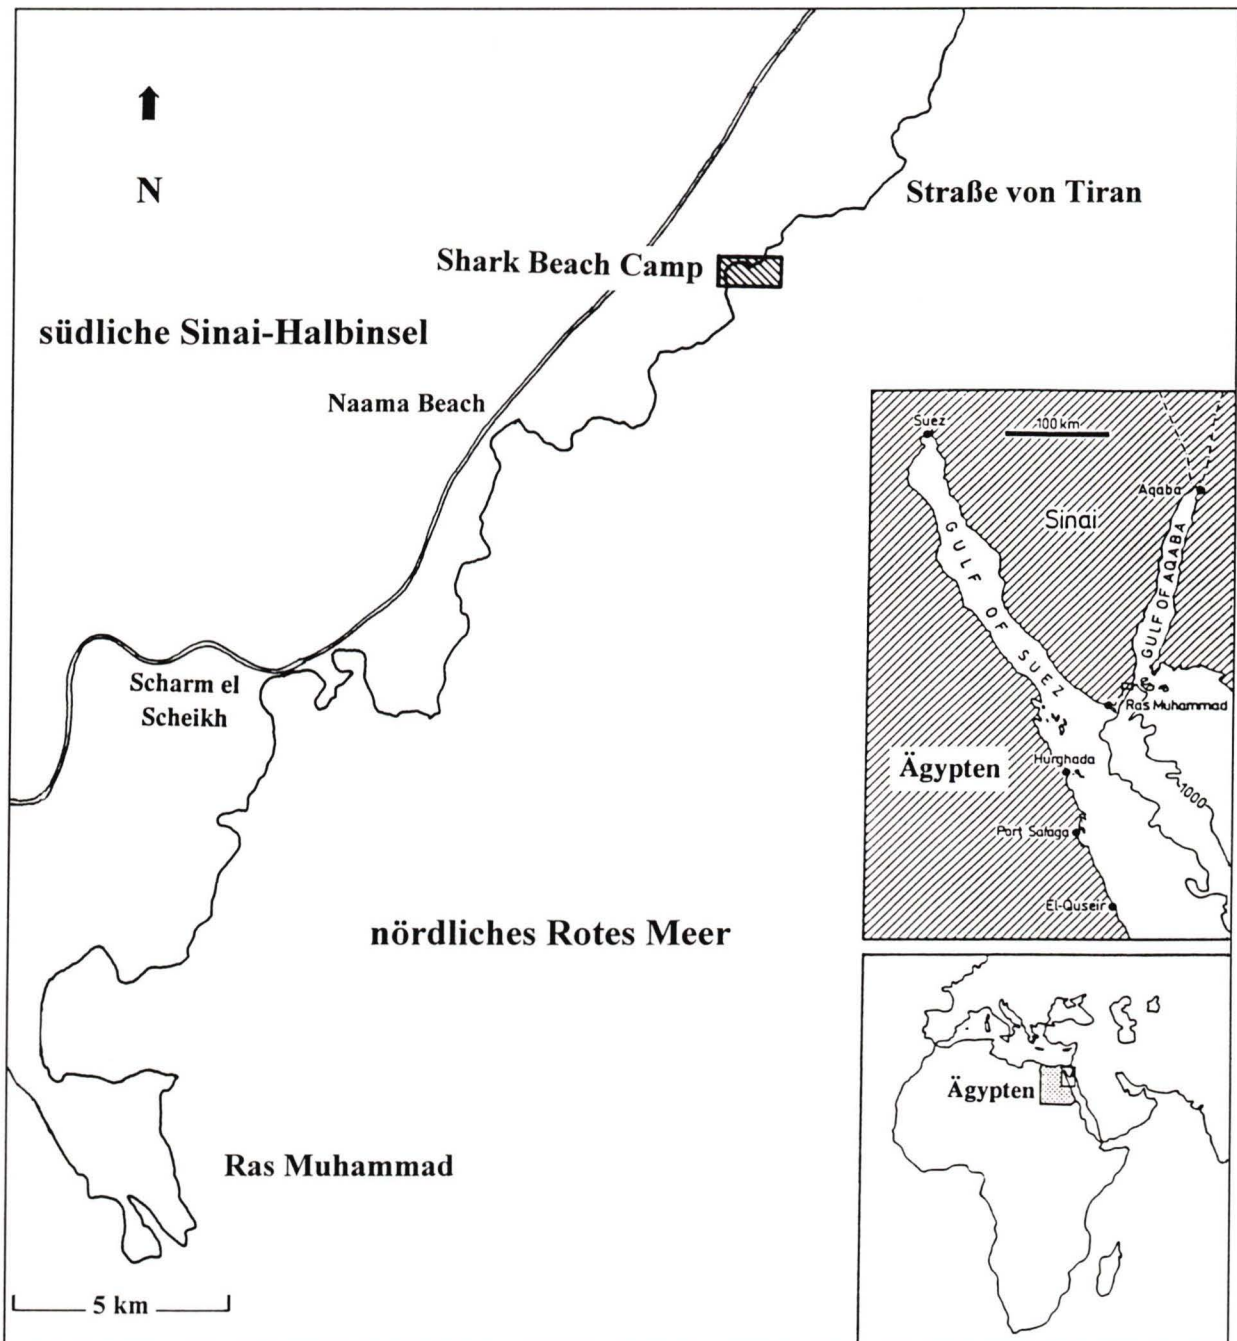 N
Straße von Tiran
Shark Beach Camp
südliche Sinai-Halbinsel
Naama Beach
Scharm el
Scheikh
nördliches Rotes Meer
Ras Muhammad
5 km
Suez
100 km
Aqaba
Sinai
GULF OF SUEZ
GULF OF AQABA
Ras Muhammad
Ägypten
Hurghada
1000
Port Safaga
El-Quseir
Ägypten